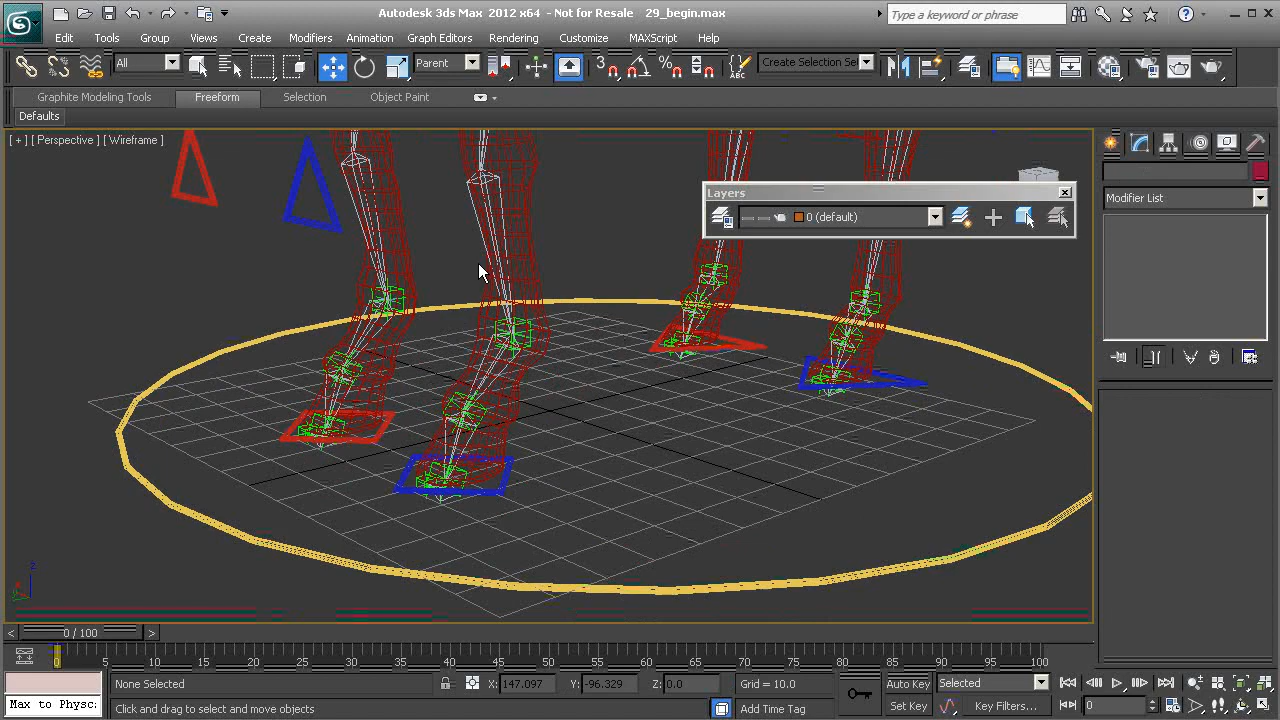 Autodesk 3ds Max 2012 x64 - Not for Resale 29_begin.max
Type a keyword or phrase
Edit Tools Group Views Create Modifiers Animation Graph Editors Rendering Customize MAXScript Help
All Parent 3 ABC Create Selection Se
Graphite Modeling Tools Freeform Selection Object Paint
Defaults
[ + ] [ Perspective ] [ Wireframe ]
Layers
0 (default)
Modifier List
z
< 0 / 100 >
0 5 10 15 20 25 30 35 40 45 50 55 60 65 70 75 80 85 90 95 100
None Selected X: 147.097 Y: -96.329 Z: 0.0 Grid = 10.0 Auto Key Selected
Max to Physc: Click and drag to select and move objects Add Time Tag Set Key Key Filters... 0